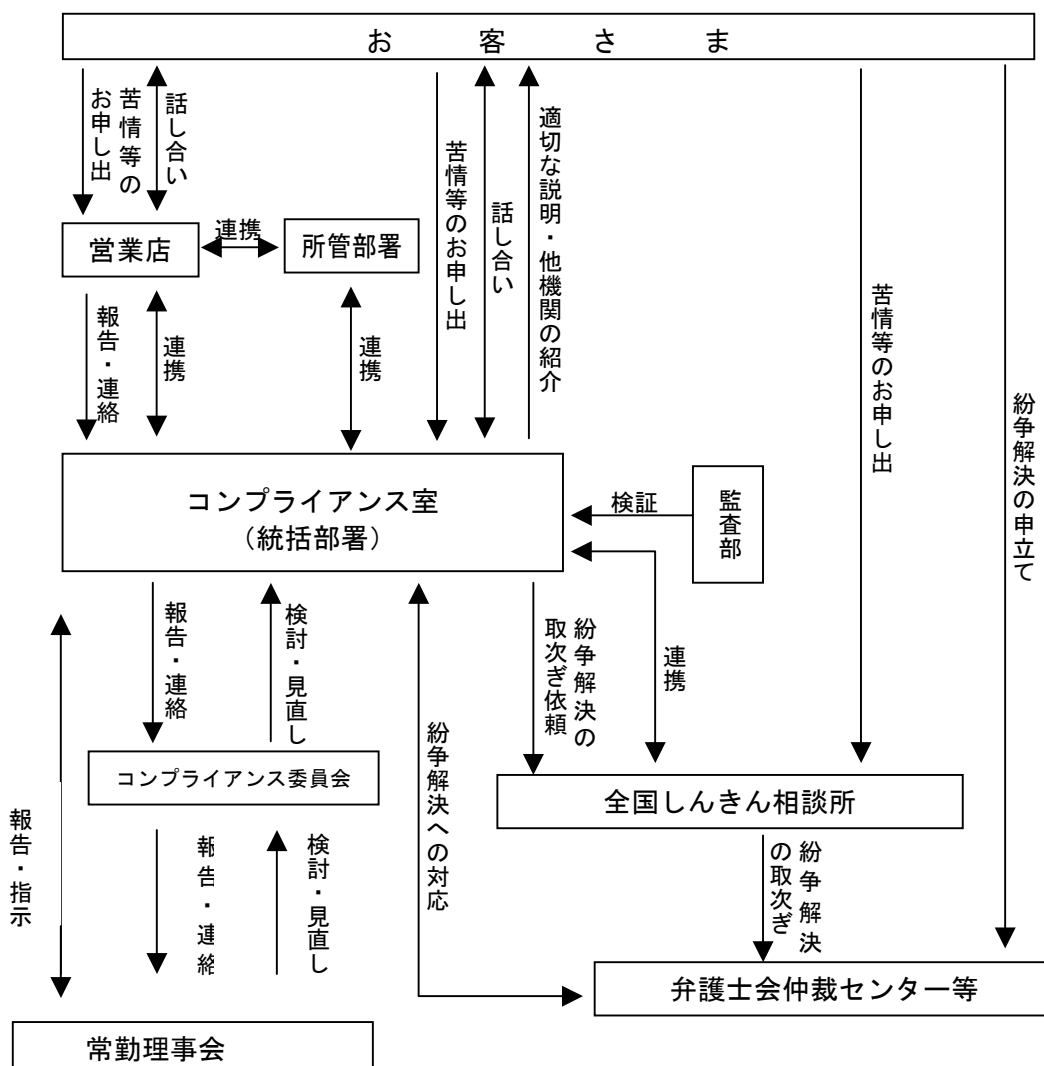 お客さま
苦情等の
お申し出
話し合い
苦情等のお申し出
話し合い
適切な説明・他機関の紹介
苦情等のお申し出
紛争解決の申立て
営業店
連携
所管部署
報告・連絡
連携
連携
コンプライアンス室
(統括部署)
検証
監査部
報告・連絡
検討・見直し
紛争解決の
取次ぎ依頼
連携
紛争解決への対応
報告・指示
コンプライアンス委員会
全国しんきん相談所
報告・連絡
検討・見直し
紛争解決
の取次ぎ
弁護士会仲裁センター等
常勤理事会